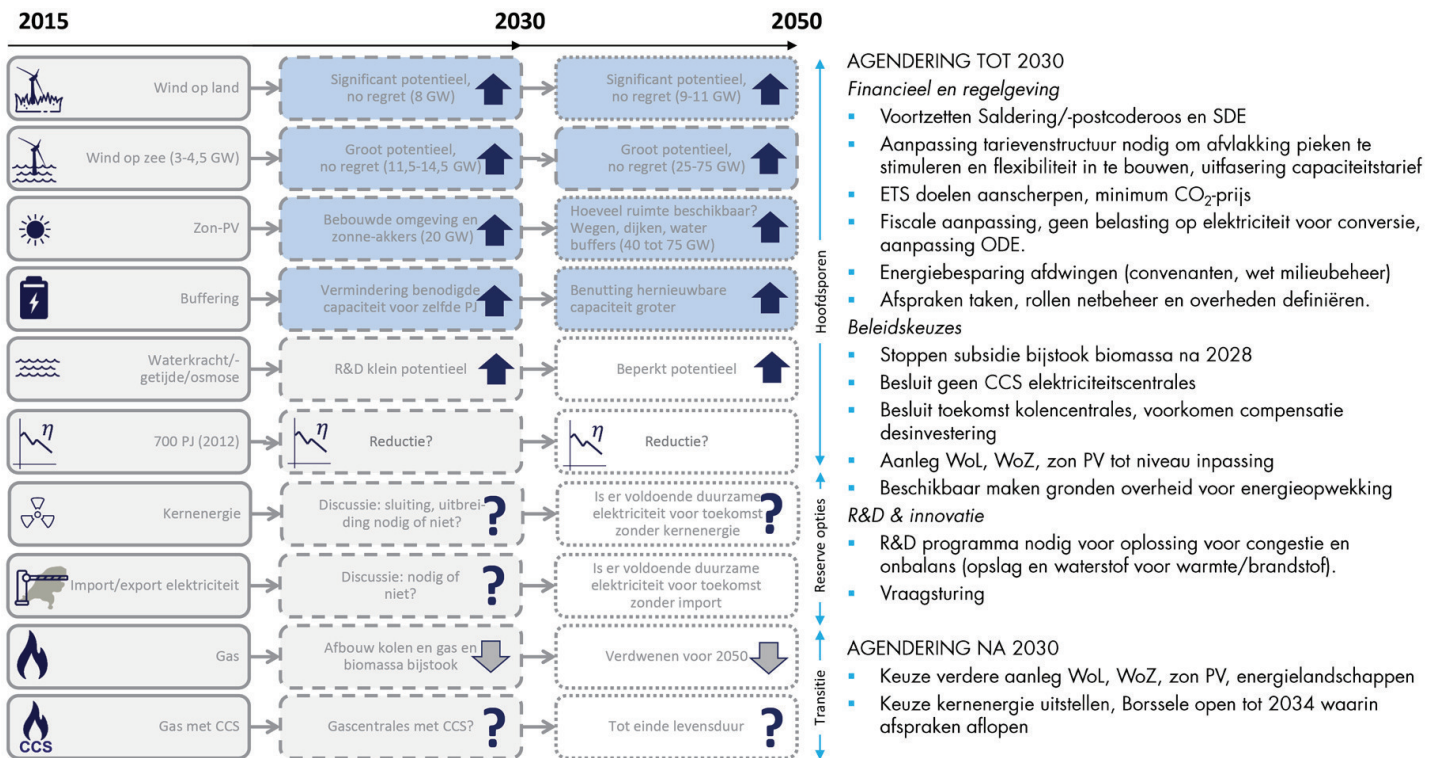 2015
2030
2050
Wind op land
Significant potentieel,
no regret (8 GW)
Significant potentieel,
no regret (9-11 GW)
Wind op zee (3-4,5 GW)
Groot potentieel,
no regret (11,5-14,5 GW)
Groot potentieel,
no regret (25-75 GW)
Zon-PV
Bebouwde omgeving en
zonne-akkers (20 GW)
Hoeveel ruimte beschikbaar?
Wegen, dijken, water
buffers (40 tot 75 GW)
Buffering
Vermindering benodigde
capaciteit voor zelfde PJ
Benutting hernieuwbare
capaciteit groter
Waterkracht/-
getijde/osmose
R&D klein potentieel
Beperkt potentieel
η
700 PJ (2012)
η
Reductie?
η
Reductie?
Kernenergie
Discussie: sluiting, uitbrei-
ding nodig of niet?
?
Is er voldoende duurzame
elektriciteit voor toekomst
zonder kernenergie
?
Import/export elektriciteit
Discussie: nodig of
niet?
?
Is er voldoende duurzame
elektriciteit voor toekomst
zonder import
Gas
Afbouw kolen en gas en
biomassa bijstook
Verdwenen voor 2050
CCS
Gas met CCS
Gascentrales met CCS?
?
Tot einde levensduur
?
Hoofdsporen
Reserve opties
Transitie
AGENDERING TOT 2030
Financieel en regelgeving
▪ Voortzetten Saldering/-postcoderoos en SDE
▪ Aanpassing tarievenstructuur nodig om afvlakking pieken te
stimuleren en flexibiliteit in te bouwen, uitfasering capaciteitstarief
▪ ETS doelen aanscherpen, minimum CO₂-prijs
▪ Fiscale aanpassing, geen belasting op elektriciteit voor conversie,
aanpassing ODE.
▪ Energiebesparing afdwingen (convenanten, wet milieubeheer)
▪ Afspraken taken, rollen netbeheer en overheden definiëren.
Beleidskeuzes
▪ Stoppen subsidie bijstook biomassa na 2028
▪ Besluit geen CCS elektriciteitscentrales
▪ Besluit toekomst kolencentrales, voorkomen compensatie
desinvestering
▪ Aanleg WoL, WoZ, zon PV tot niveau inpassing
▪ Beschikbaar maken gronden overheid voor energieopwekking
R&D & innovatie
▪ R&D programma nodig voor oplossing voor congestie en
onbalans (opslag en waterstof voor warmte/brandstof).
▪ Vraagsturing
AGENDERING NA 2030
▪ Keuze verdere aanleg WoL, WoZ, zon PV, energielandschappen
▪ Keuze kernenergie uitstellen, Borssele open tot 2034 waarin
afspraken aflopen